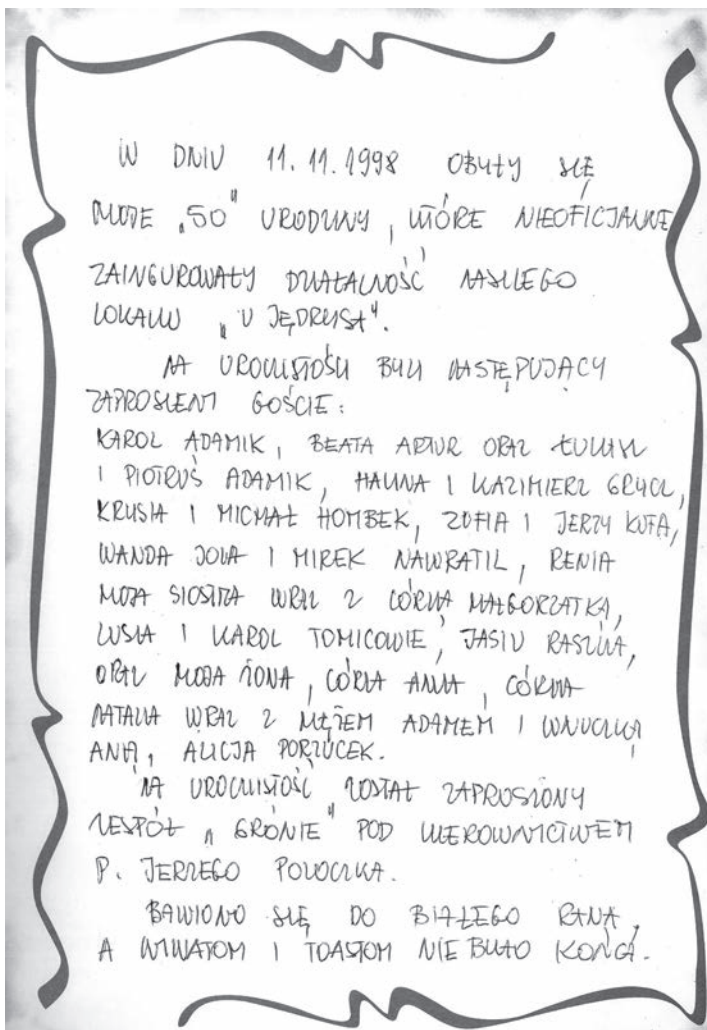 W DNIU 11.11.1998 OBYŁY SIĘ
MOJE „50" URODZINY, KTÓRE NIEOFICJALNIE
ZAINGUROWAŁY DZIAŁALNOŚĆ NASZEGO
LOKALU „U JĘDRUSIA".
NA UROCZYSTOŚCI BYLI NASTĘPUJĄCY
ZAPROSZENI GOŚCIE:
KAROL ADAMIK, BEATA ARTUR ORAZ ŁUKASZ
I PIOTRUŚ ADAMIK, HALINA I KAZIMIERZ GRYCZ,
KRYSIA I MICHAŁ HOMBEK, ZOFIA I JERZY KUFA,
WANDA JOLA I MIREK NAWRATIL, RENIA
MOJA SIOSTRA WRAZ Z CÓRKĄ MAŁGORZATKĄ,
LUSIA I KAROL TOMICOWIE, JASIU RASZKA,
ORAZ MOJA ŻONA, CÓRKA ANNA, CÓRKA
NATALIA WRAZ Z MĘŻEM ADAMEM I WNUCZKĄ
ANIĄ, ALICJA PORZUCEK.
NA UROCZYSTOŚĆ ZOSTAŁ ZAPROSZONY
ZESPÓŁ „GRONIE" POD KIEROWNICTWEM
P. JERZEGO POLOCZKA.
BAWIONO SIĘ DO BIAŁEGO RANA,
A WIWATOM I TOASTOM NIE BYŁO KOŃCA.